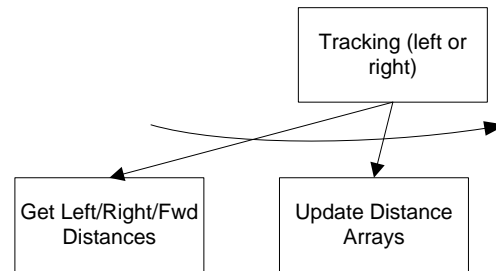 Tracking (left or
right)
Get Left/Right/Fwd
Distances
Update Distance
Arrays